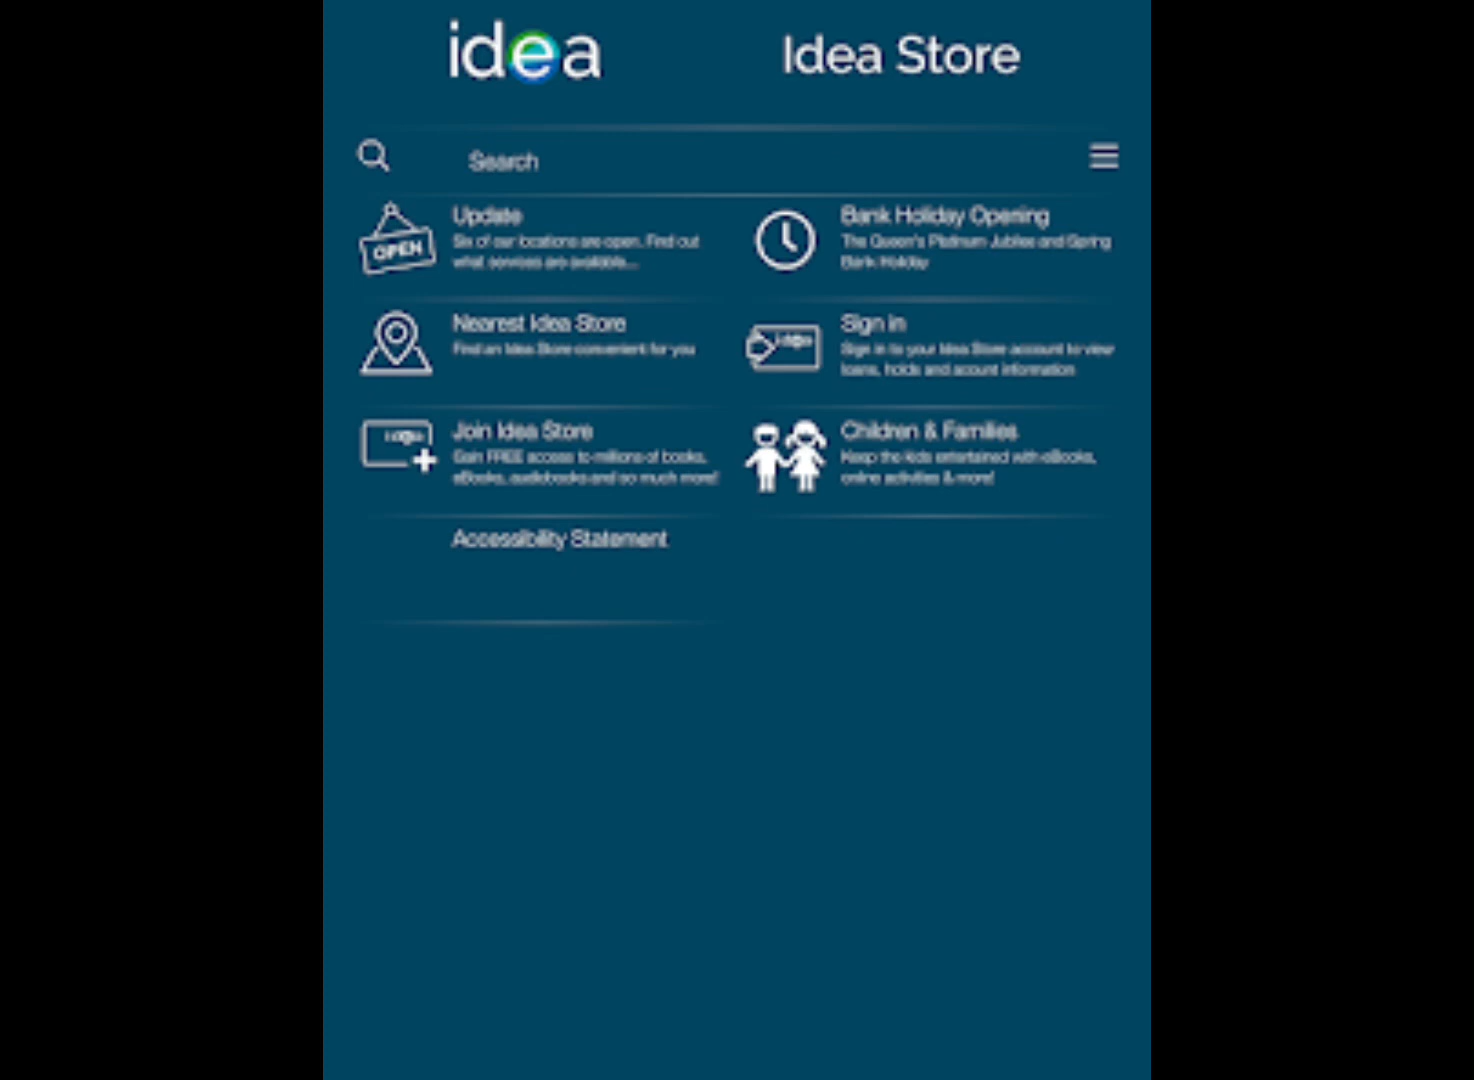 idea
Idea Store
Search
Update
Six of our locations are open. Find out
what services are available...
OPEN
Bank Holiday Opening
The Queen's Platinum Jubilee and Spring
Bank Holiday
Nearest Idea Store
Find an Idea Store convenient for you
Sign in
Sign in to your Idea Store account to view
loans, holds and acount information
Join Idea Store
Gain FREE access to millions of books,
eBooks, audiobooks and so much more!
Children & Families
Keep the kids entertained with eBooks,
online activities & more!
Accessibility Statement